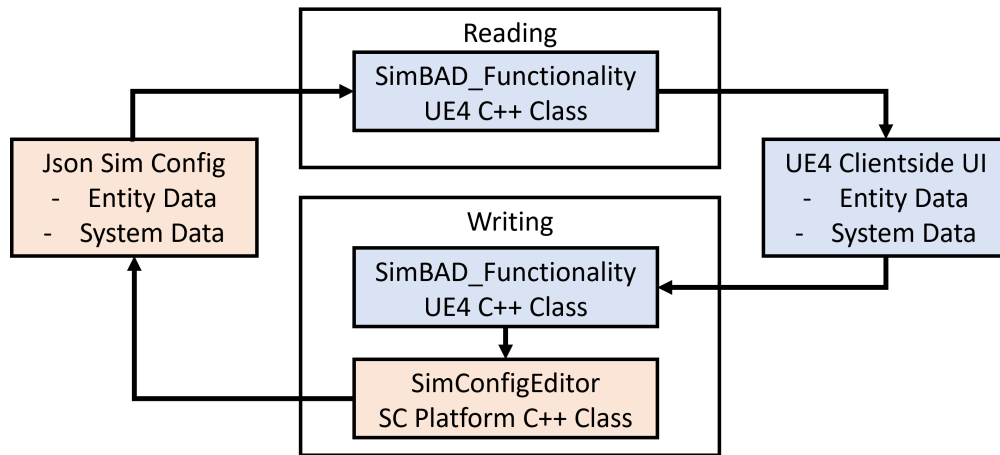 Reading
SimBAD_Functionality
UE4 C++ Class
Json Sim Config
- Entity Data
- System Data
UE4 Clientside UI
- Entity Data
- System Data
Writing
SimBAD_Functionality
UE4 C++ Class
SimConfigEditor
SC Platform C++ Class